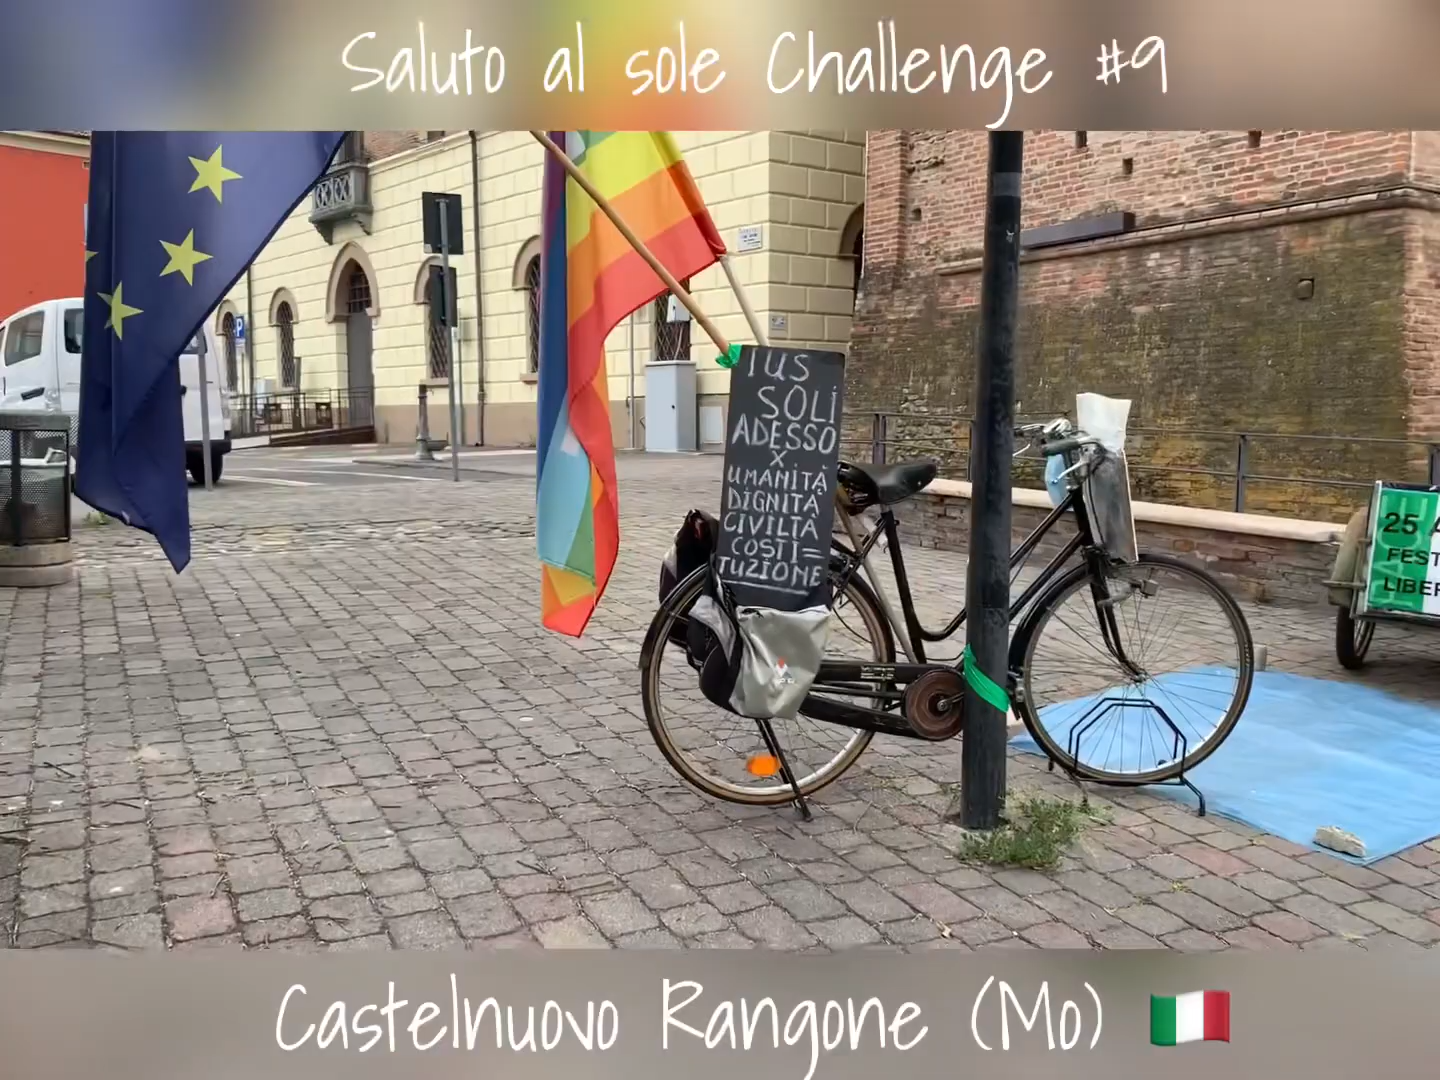 Saluto al sole Challenge #9
P
IUS
SOLI
ADESSO
X
UMANITÀ
DIGNITÀ
CIVILTÀ
COSTI=
TUZIONE
25 A
FEST
LIBER
Castelnuovo Rangone (Mo)